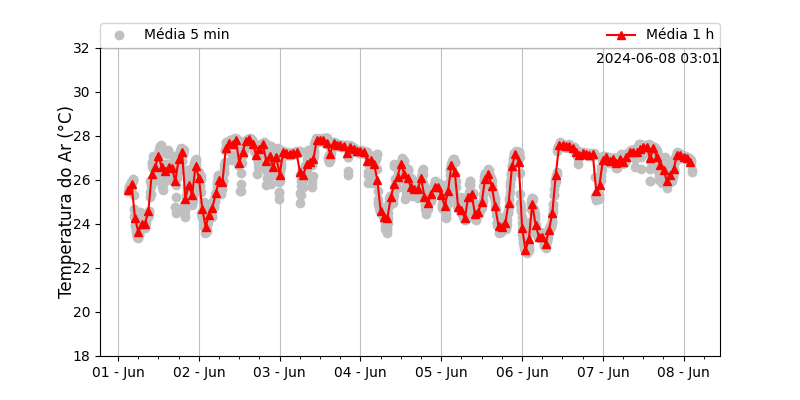 Média 5 min
Média 1 h
2024-06-08 03:01
Temperatura do Ar (°C)
32
30
28
26
24
22
20
18
01 - Jun
02 - Jun
03 - Jun
04 - Jun
05 - Jun
06 - Jun
07 - Jun
08 - Jun